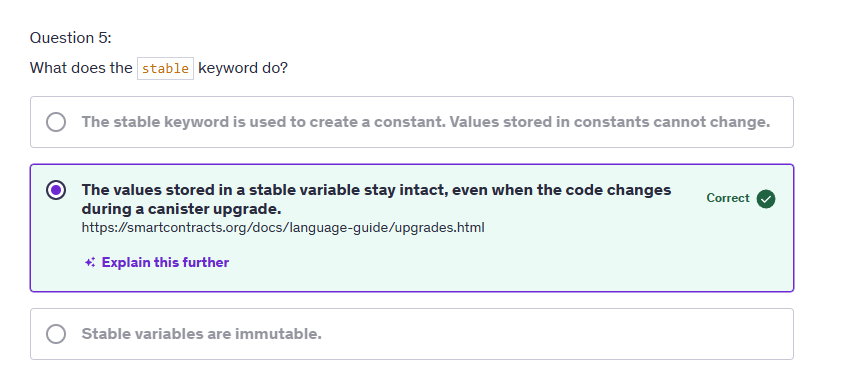 Question 5:
What does the stable keyword do?
The stable keyword is used to create a constant. Values stored in constants cannot change.
The values stored in a stable variable stay intact, even when the code changes
during a canister upgrade.
Correct
https://smartcontracts.org/docs/language-guide/upgrades.html
Explain this further
Stable variables are immutable.